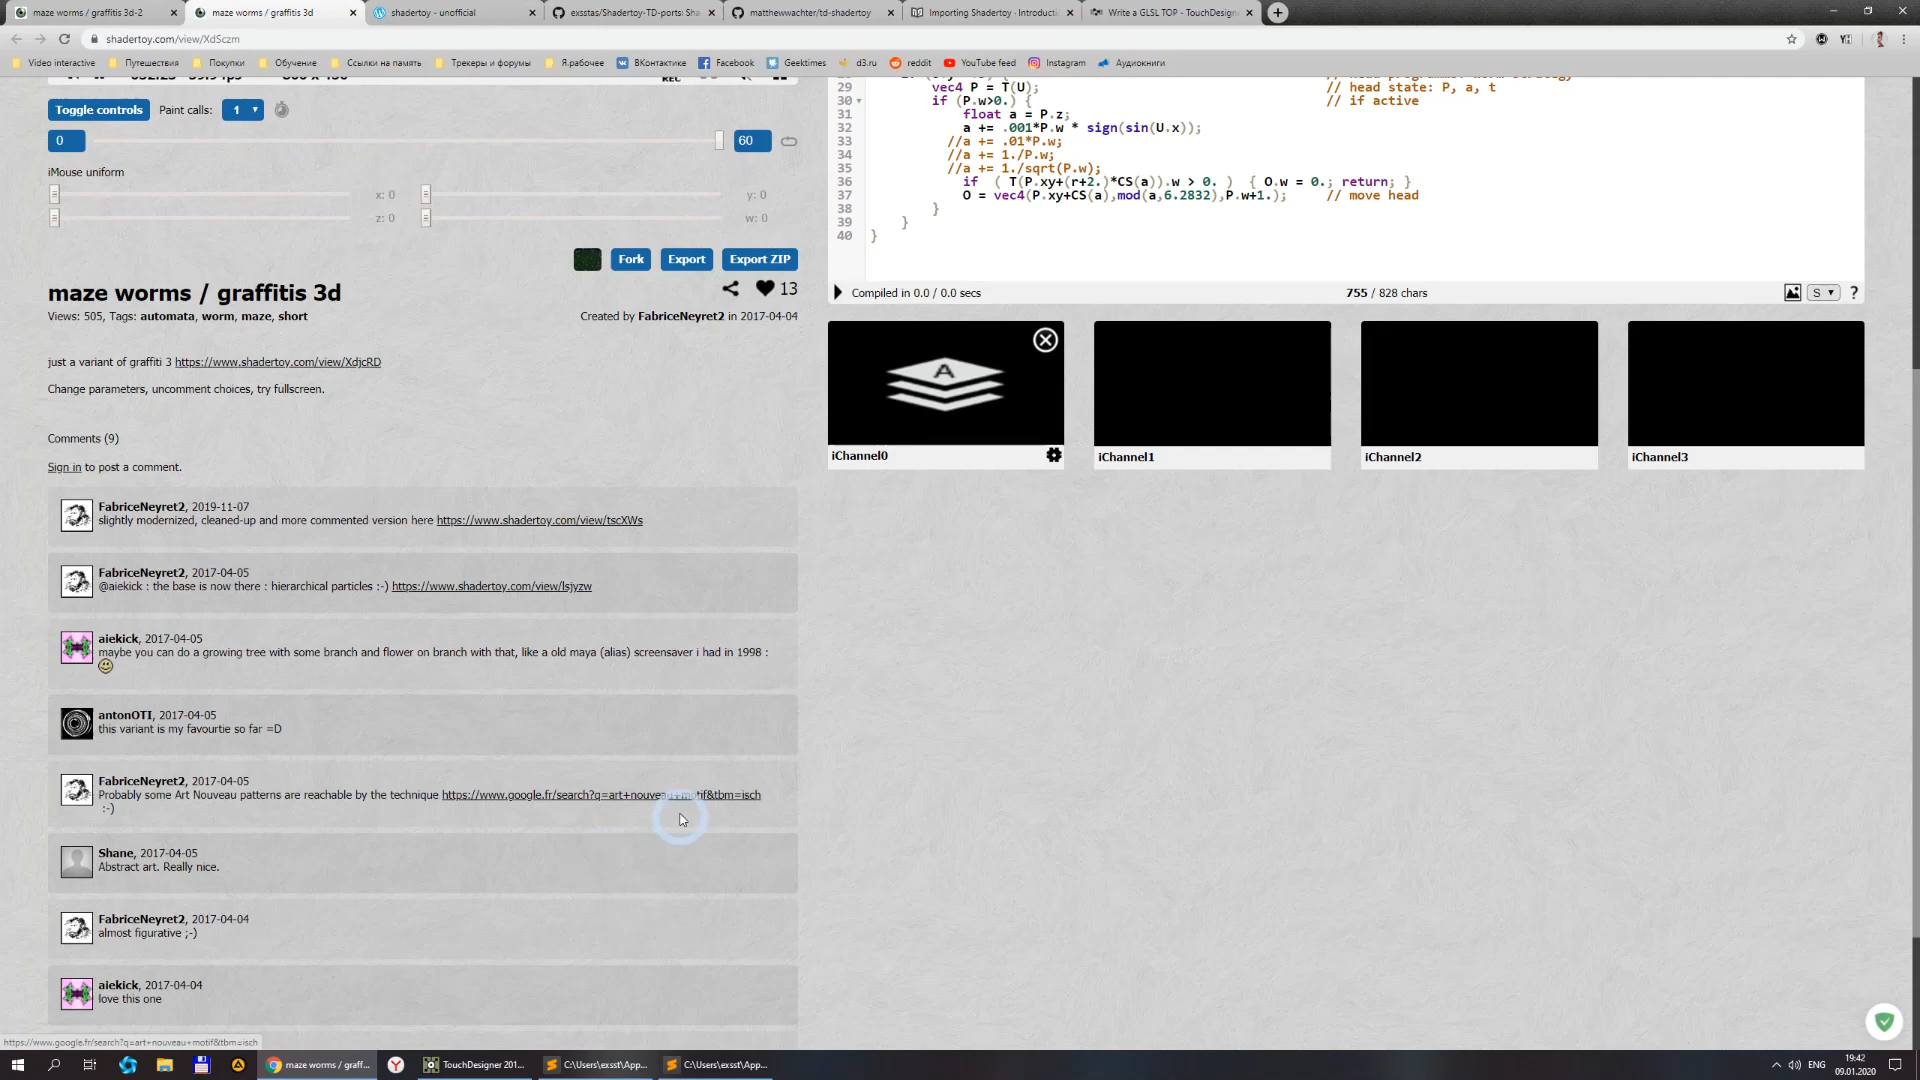 maze worms / graffitis 3d-2
maze worms / graffitis 3d
shadertoy - unofficial
exsstas/Shadertoy-TD-ports: Sha
matthewwachter/td-shadertoy
Importing Shadertoy · Introducti
Write a GLSL TOP - TouchDesigne
shadertoy.com/view/XdSczm
Video interactive
Путешествия
Покупки
Обучение
Ссылки на память
Трекеры и форумы
Я.рабочее
ВКонтактике
Facebook
Geektimes
d3.ru
reddit
YouTube feed
Instagram
Аудиокниги
REC
Toggle controls
Paint calls:
1
0
60
iMouse uniform
x: 0
y: 0
z: 0
w: 0
Fork
Export
Export ZIP
maze worms / graffitis 3d
13
Views: 505, Tags: automata, worm, maze, short
Created by FabriceNeyret2 in 2017-04-04
just a variant of graffiti 3 https://www.shadertoy.com/view/XdjcRD
Change parameters, uncomment choices, try fullscreen.
Comments (9)
Sign in to post a comment.
FabriceNeyret2, 2019-11-07
slightly modernized, cleaned-up and more commented version here https://www.shadertoy.com/view/tscXWs
FabriceNeyret2, 2017-04-05
@aiekick : the base is now there : hierarchical particles :-) https://www.shadertoy.com/view/lsjyzw
aiekick, 2017-04-05
maybe you can do a growing tree with some branch and flower on branch with that, like a old maya (alias) screensaver i had in 1998 :
antonOTI, 2017-04-05
this variant is my favourtie so far =D
FabriceNeyret2, 2017-04-05
Probably some Art Nouveau patterns are reachable by the technique https://www.google.fr/search?q=art+nouveau+motif&tbm=isch
:-)
Shane, 2017-04-05
Abstract art. Really nice.
FabriceNeyret2, 2017-04-04
almost figurative ;-)
aiekick, 2017-04-04
love this one
29 vec4 P = T(U); // head state: P, a, t
30 if (P.w>0.) { // if active
31 float a = P.z;
32 a += .001*P.w * sign(sin(U.x));
33 //a += .01*P.w;
34 //a += 1./P.w;
35 //a += 1./sqrt(P.w);
36 if ( T(P.xy+(r+2.)*CS(a)).w > 0. ) { O.w = 0.; return; }
37 O = vec4(P.xy+CS(a),mod(a,6.2832),P.w+1.); // move head
38 }
39 }
40 }
Compiled in 0.0 / 0.0 secs
755 / 828 chars
S
?
A
iChannel0
iChannel1
iChannel2
iChannel3
https://www.google.fr/search?q=art+nouveau+motif&tbm=isch
maze worms / graff...
TouchDesigner 201...
C:\Users\exsst\App...
C:\Users\exsst\App...
ENG
19:42
09.01.2020